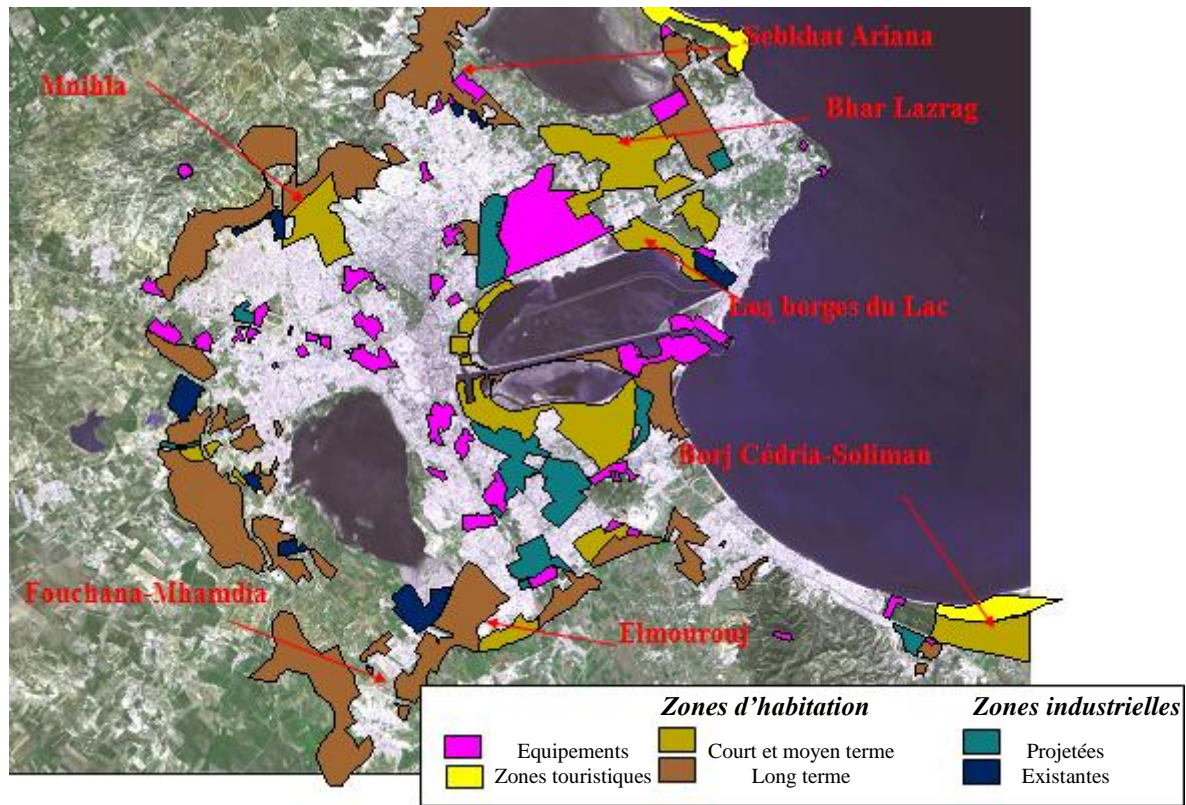 Sebkhat Ariana
Mnihla
Bhar Lazrag
Les berges du Lac
Borj Cédria-Soliman
Fouchana-Mhamdia
Elmourouj
Zones d'habitation
Zones industrielles
Equipements
Court et moyen terme
Projetées
Zones touristiques
Long terme
Existantes